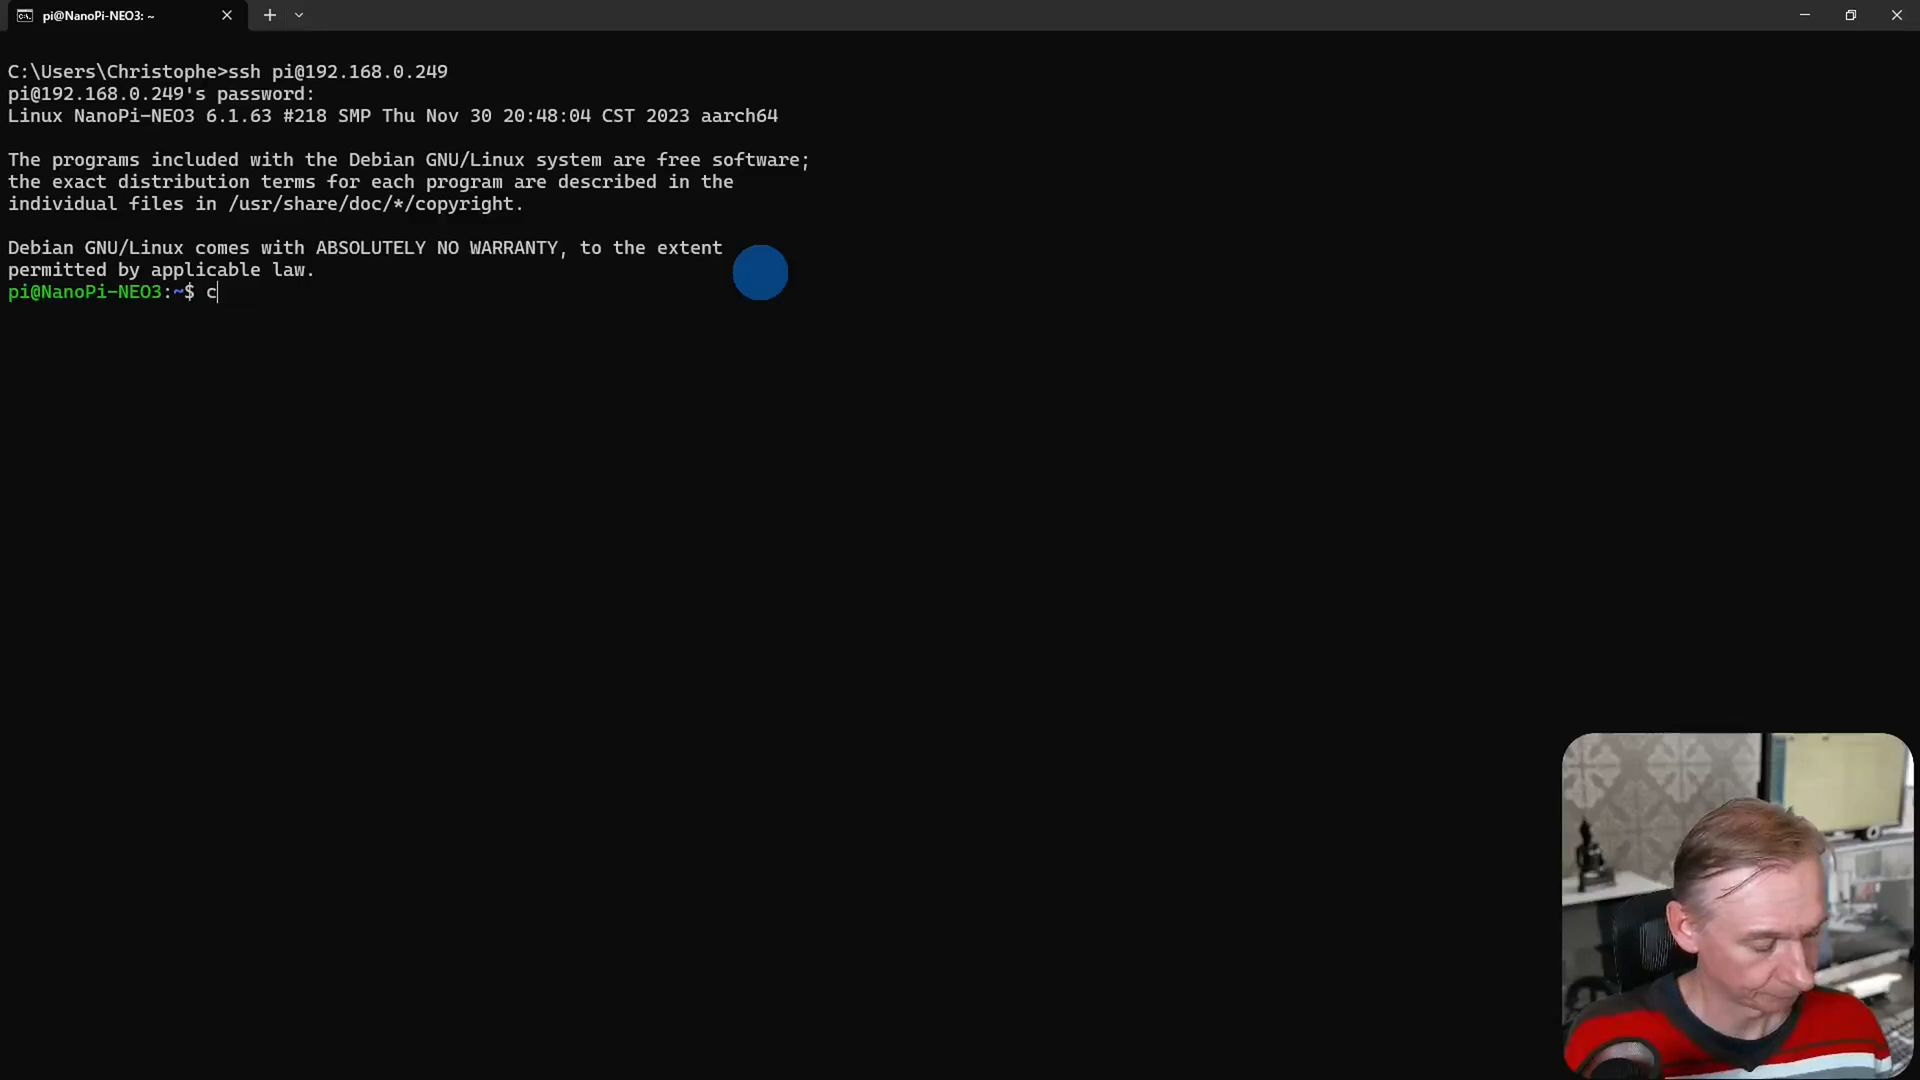 pi@NanoPi-NEO3: ~
C:\Users\Christophe>ssh pi@192.168.0.249
pi@192.168.0.249's password:
Linux NanoPi-NEO3 6.1.63 #218 SMP Thu Nov 30 20:48:04 CST 2023 aarch64
The programs included with the Debian GNU/Linux system are free software;
the exact distribution terms for each program are described in the
individual files in /usr/share/doc/*/copyright.
Debian GNU/Linux comes with ABSOLUTELY NO WARRANTY, to the extent
permitted by applicable law.
pi@NanoPi-NEO3:~$ c